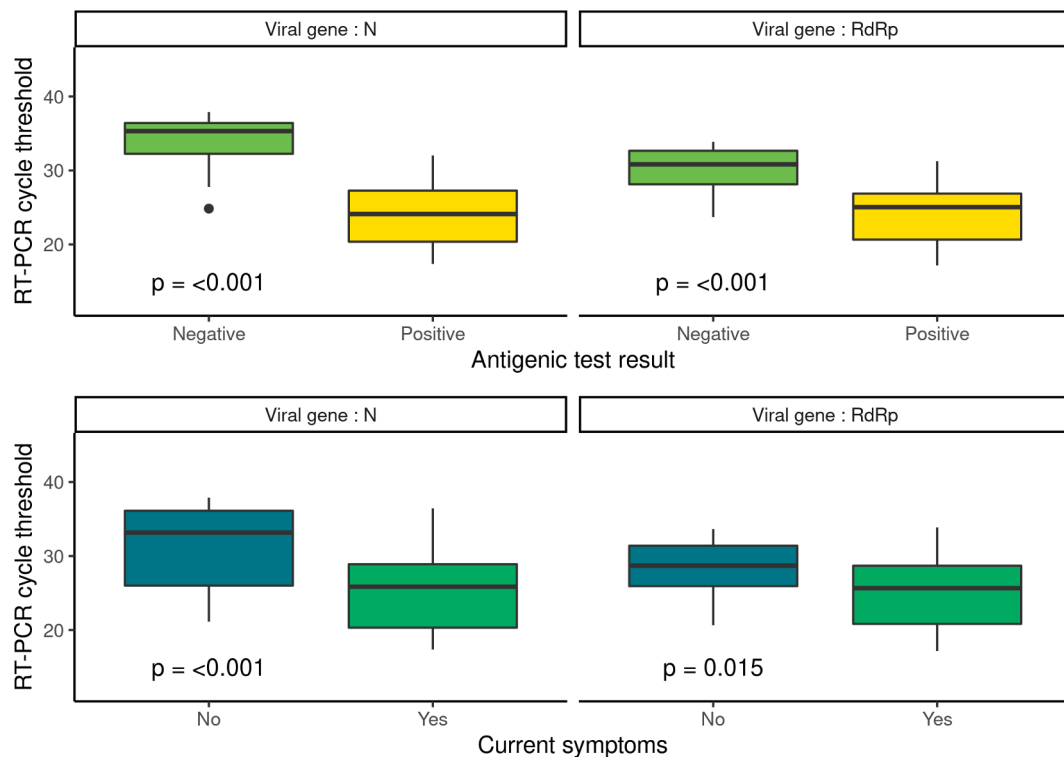 Viral gene : N
Viral gene : RdRp
RT-PCR cycle threshold
40
30
20
p = <0.001
p = <0.001
Negative
Positive
Negative
Positive
Antigenic test result
Viral gene : N
Viral gene : RdRp
RT-PCR cycle threshold
40
30
20
p = <0.001
p = 0.015
No
Yes
No
Yes
Current symptoms